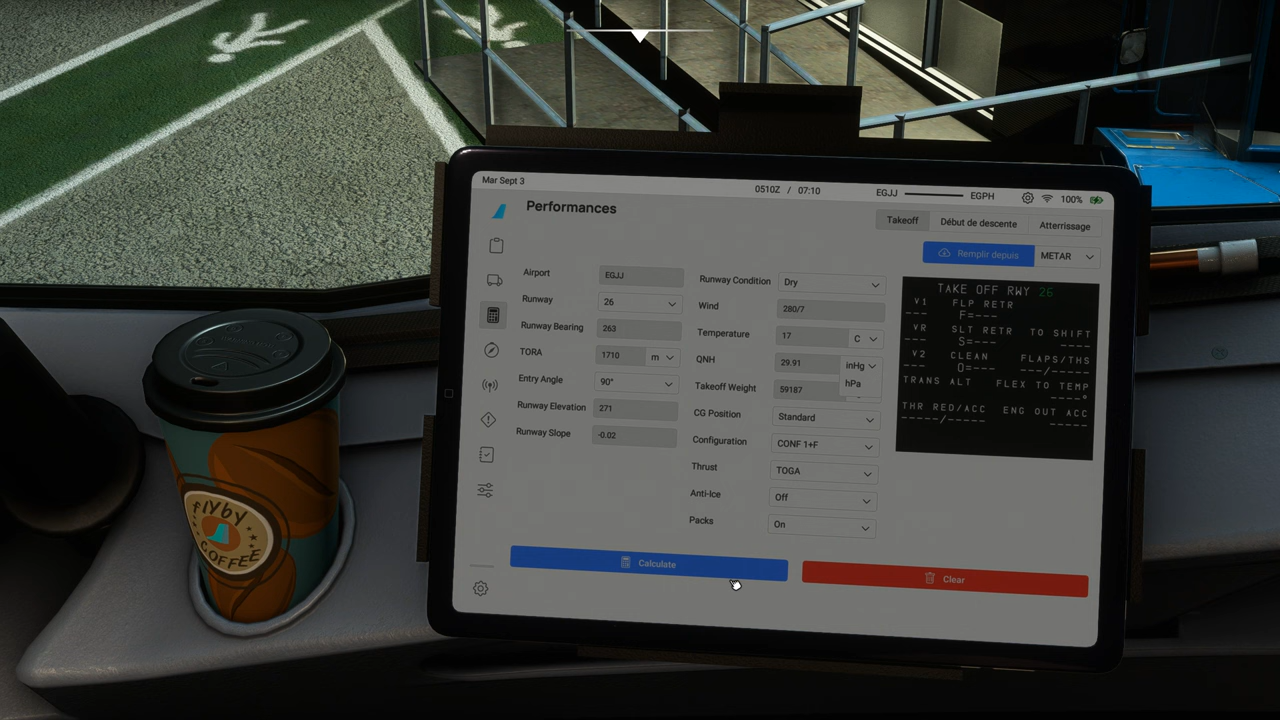 Mar Sept 3
0510Z / 07:10
EGJJ
EGPH
100%
Performances
Takeoff
Début de descente
Atterrissage
Remplir depuis
METAR
Airport
EGJJ
Runway
26
Runway Bearing
263
TORA
1710
m
Entry Angle
90°
Runway Elevation
271
Runway Slope
-0.02
Runway Condition
Dry
Wind
280/7
Temperature
17
C
QNH
29.91
inHg
hPa
Takeoff Weight
59187
CG Position
Standard
Configuration
CONF 1+F
Thrust
TOGA
Anti-Ice
Off
Packs
On
TAKE OFF RWY 26
V1 FLP RETR
--- F=---
VR SLT RETR TO SHIFT
--- S=--- ----
V2 CLEAN FLAPS/THS
--- O=--- ---/-----
TRANS ALT FLEX TO TEMP
----°
THR RED/ACC ENG OUT ACC
-----/----- -----
Calculate
Clear
flyby
COFFEE